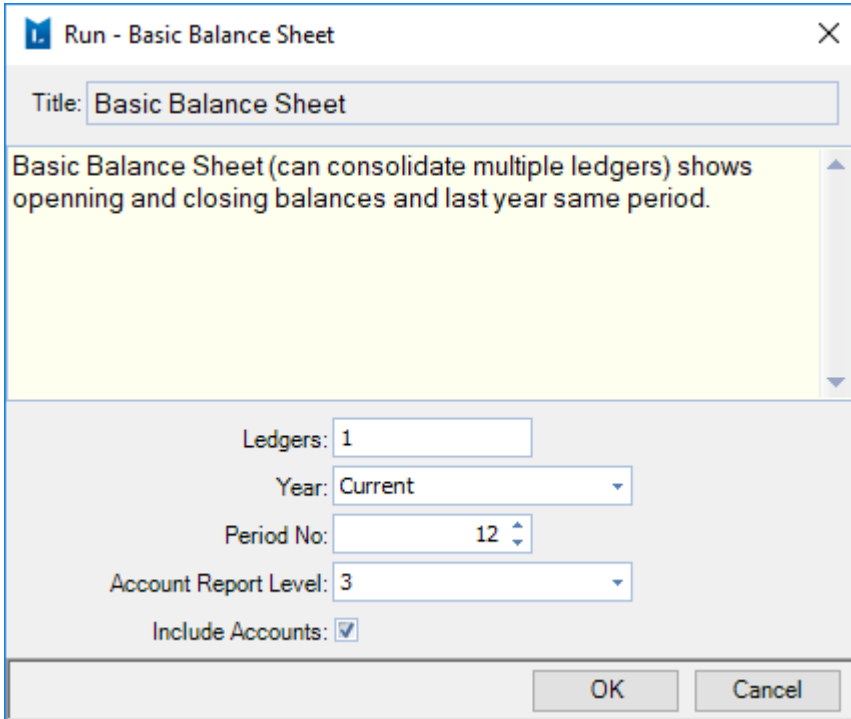 Run - Basic Balance Sheet
Title: Basic Balance Sheet
Basic Balance Sheet (can consolidate multiple ledgers) shows
openning and closing balances and last year same period.
Ledgers: 1
Year: Current
Period No: 12
Account Report Level: 3
Include Accounts:
OK Cancel